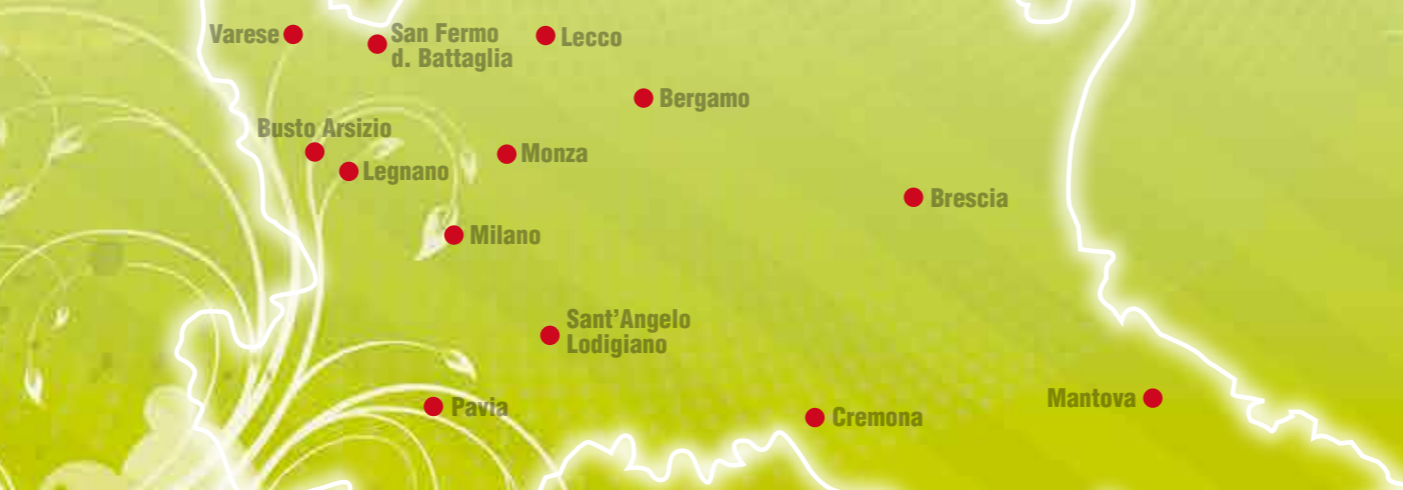 Varese
San Fermo
d. Battaglia
Lecco
Bergamo
Busto Arsizio
Monza
Legnano
Brescia
Milano
Sant'Angelo
Lodigiano
Mantova
Pavia
Cremona